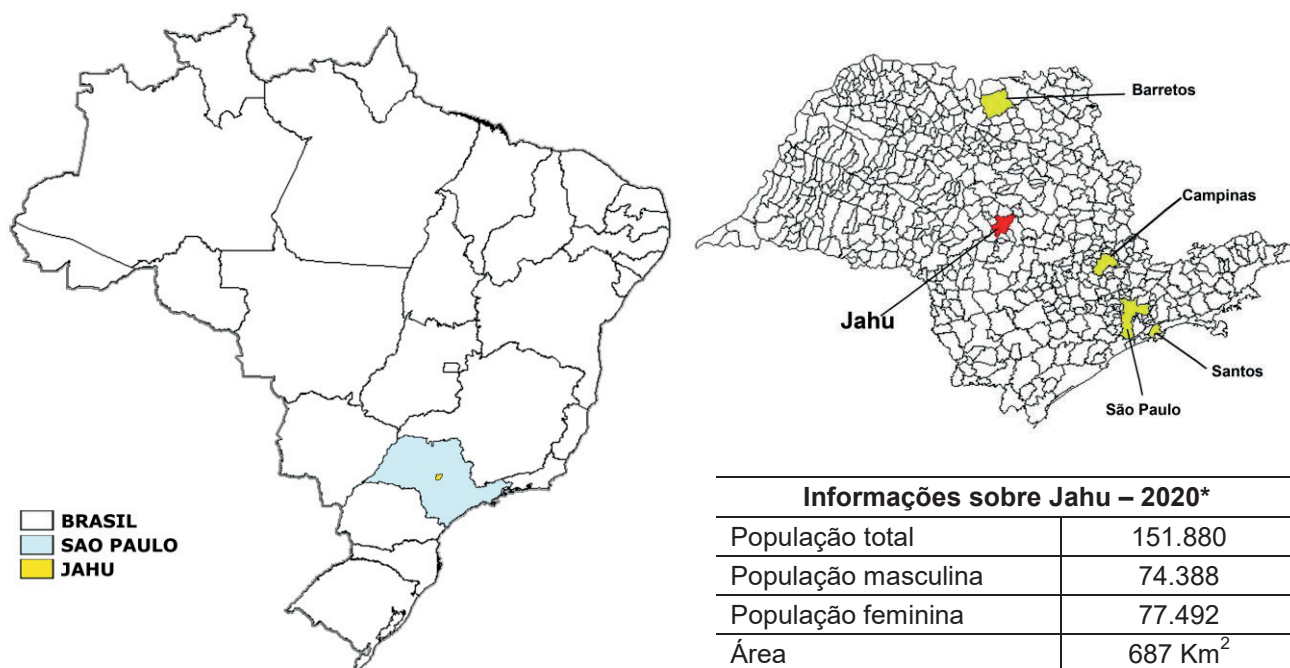 BRASIL
SAO PAULO
JAHU
Barretos
Campinas
Jahu
Santos
São Paulo
Informações sobre Jahu – 2020*
População total 151.880
População masculina 74.388
População feminina 77.492
Área 687 Km²